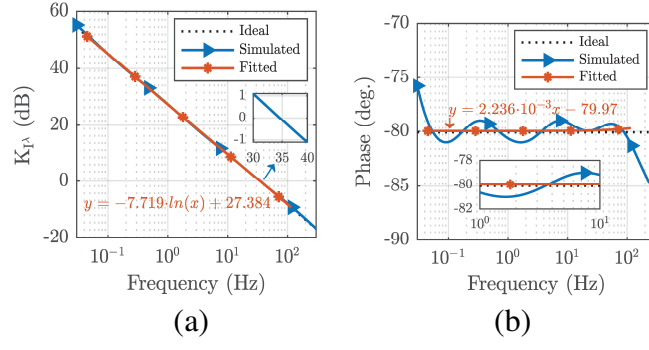 60
40
20
0
-20
K_{I^λ} (dB)
Ideal
Simulated
Fitted
1
0
-1
30
35
40
y = −7.719·ln(x) + 27.384
10^{-1}
10^0
10^1
10^2
Frequency (Hz)
(a)
-70
-75
-80
-85
-90
Phase (deg.)
Ideal
Simulated
Fitted
y = 2.236·10^{-3}x − 79.97
-78
-80
-82
10^0
10^1
10^{-1}
10^0
10^1
10^2
Frequency (Hz)
(b)